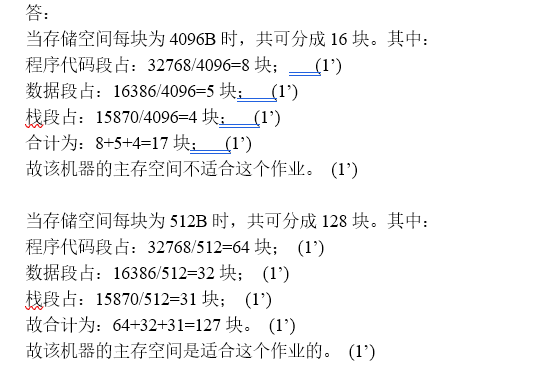 答：
当存储空间每块为 4096B 时，共可分成 16 块。其中：
程序代码段占：32768/4096=8 块；  (1’)
数据段占：16386/4096=5 块；  (1’)
栈段占：15870/4096=4 块；  (1’)
合计为：8+5+4=17 块；  (1’)
故该机器的主存空间不适合这个作业。 (1’)
当存储空间每块为 512B 时，共可分成 128 块。其中：
程序代码段占：32768/512=64 块； (1’)
数据段占：16386/512=32 块； (1’)
栈段占：15870/512=31 块； (1’)
故合计为：64+32+31=127 块。 (1’)
故该机器的主存空间是适合这个作业的。 (1’)